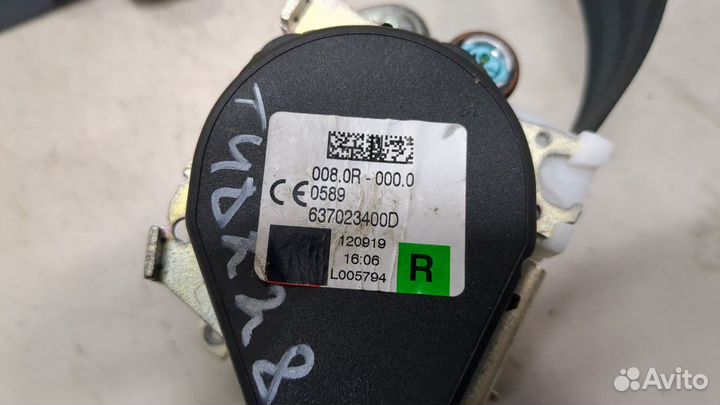 008.0R - 000.0
CE 0589
637023400D
120919
16:06
L005794
R
Avito